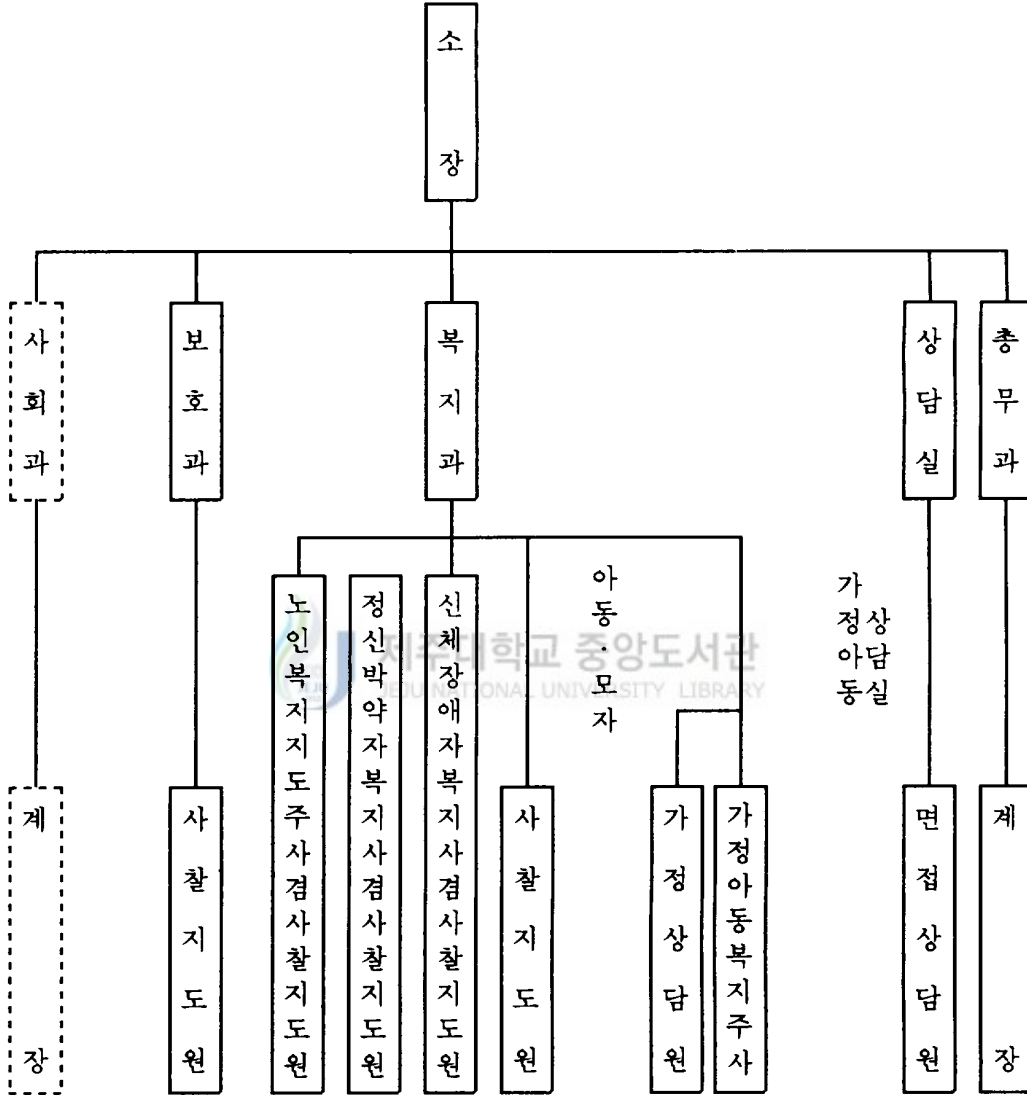 소장
사회과
보호과
복지과
상담실
총무과
노인복지지도주사겸사찰지도원
정신박약자복지사겸사찰지도원
신체장애자복지사겸사찰지도원
아동·모자
가정아동
상담실
제주대학교 중앙도서관
JEJU NATIONAL UNIVERSITY LIBRARY
계장
사찰지도원
사찰지도원
가정상담원
가정아동복지주사
면접상담원
계장